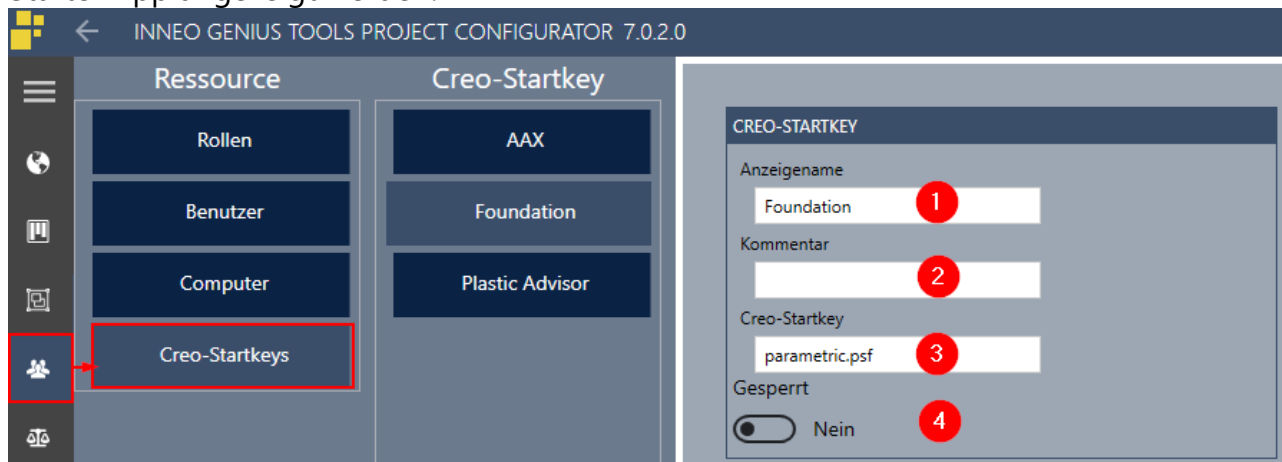 INNEO GENIUS TOOLS PROJECT CONFIGURATOR 7.0.2.0
Ressource
Rollen
Benutzer
Computer
Creo-Startkeys
Creo-Startkey
AAX
Foundation
Plastic Advisor
CREO-STARTKEY
Anzeigename
Foundation 1
Kommentar
2
Creo-Startkey
parametric.psf 3
Gesperrt
Nein 4